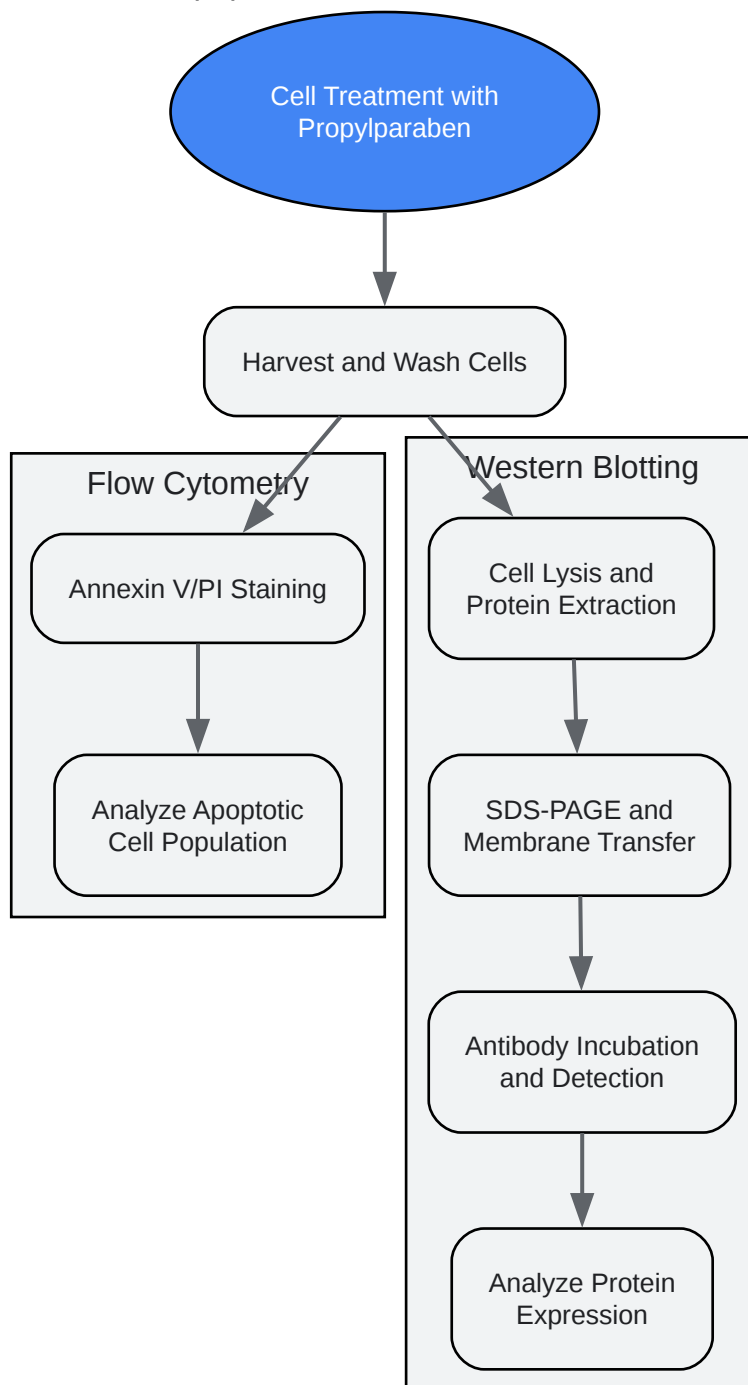 Cell Treatment with
Propylparaben
Harvest and Wash Cells
Flow Cytometry
Annexin V/PI Staining
Analyze Apoptotic
Cell Population
Western Blotting
Cell Lysis and
Protein Extraction
SDS-PAGE and
Membrane Transfer
Antibody Incubation
and Detection
Analyze Protein
Expression